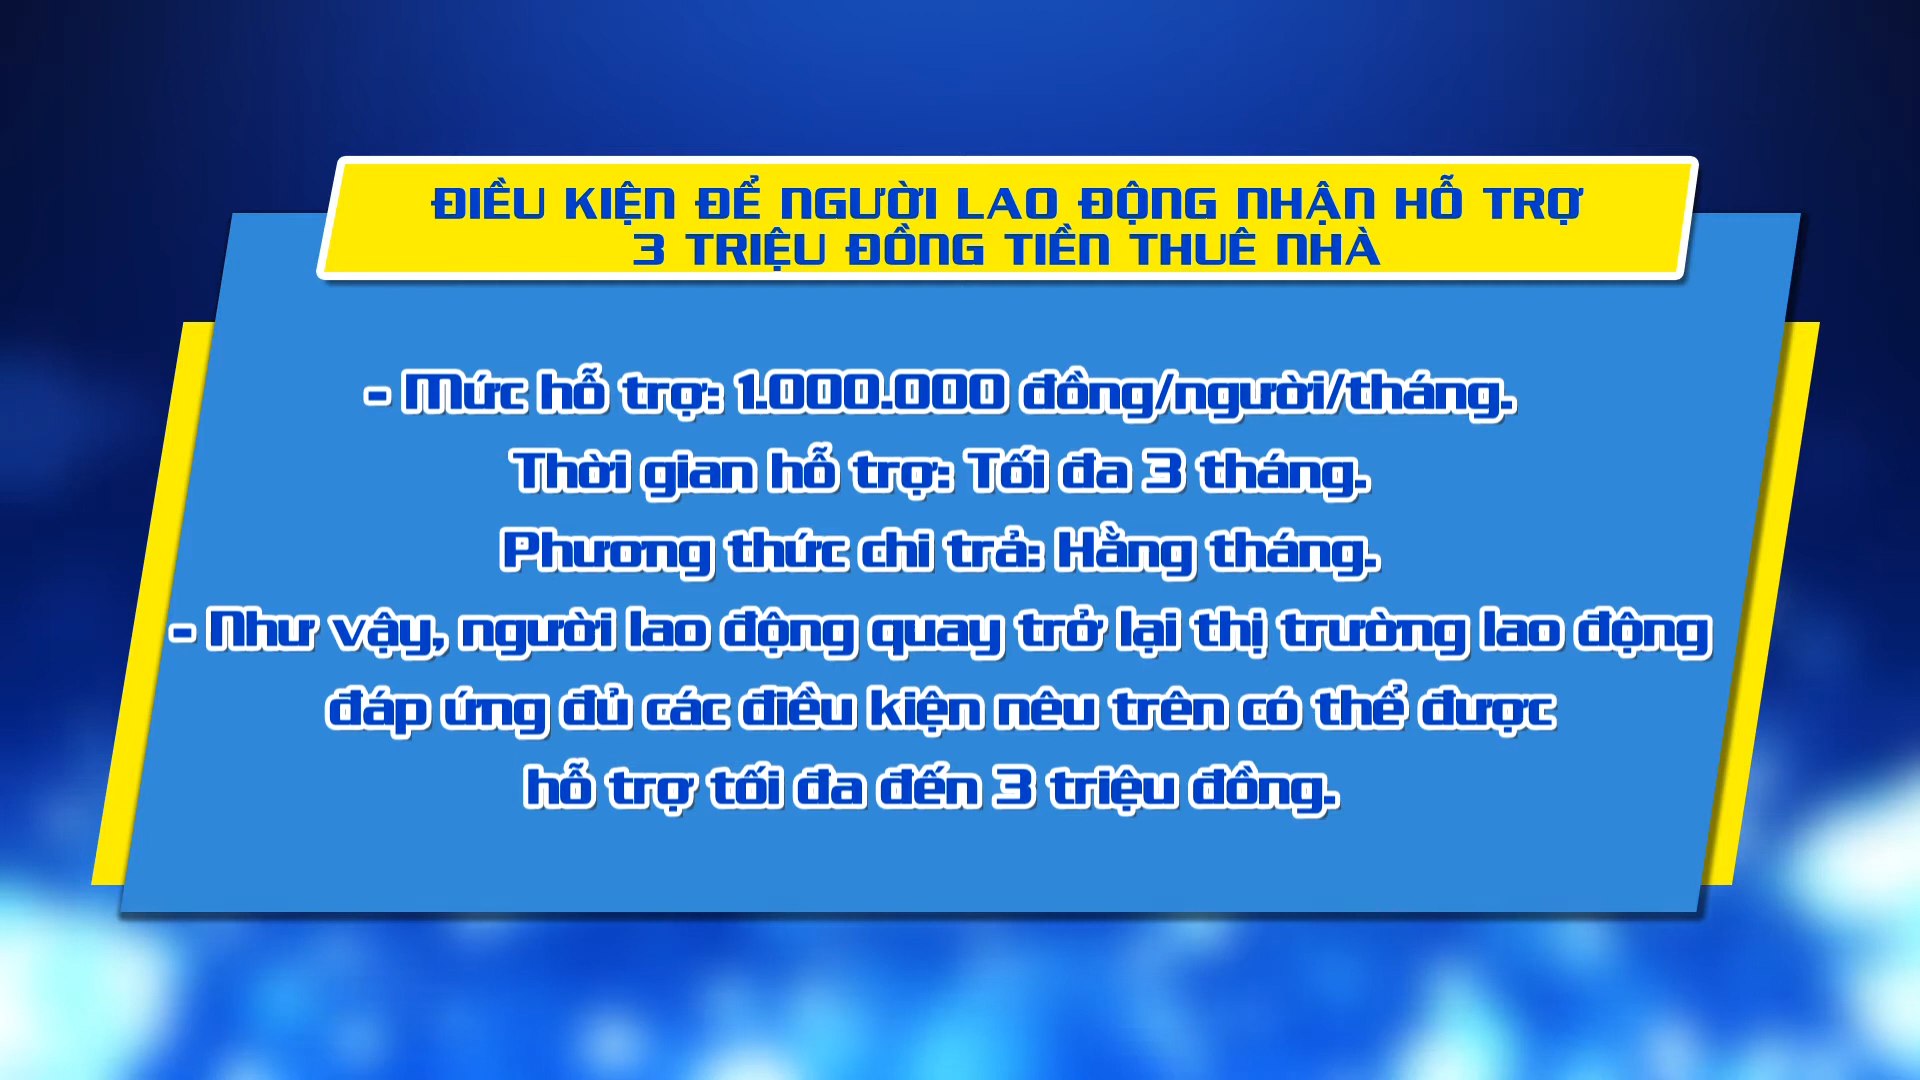 ĐIỀU KIỆN ĐỂ NGƯỜI LAO ĐỘNG NHẬN HỖ TRỢ
3 TRIỆU ĐỒNG TIỀN THUÊ NHÀ
- Mức hỗ trợ: 1.000.000 đồng/người/tháng.
Thời gian hỗ trợ: Tối đa 3 tháng.
Phương thức chi trả: Hằng tháng.
- Như vậy, người lao động quay trở lại thị trường lao động
đáp ứng đủ các điều kiện nêu trên có thể được
hỗ trợ tối đa đến 3 triệu đồng.